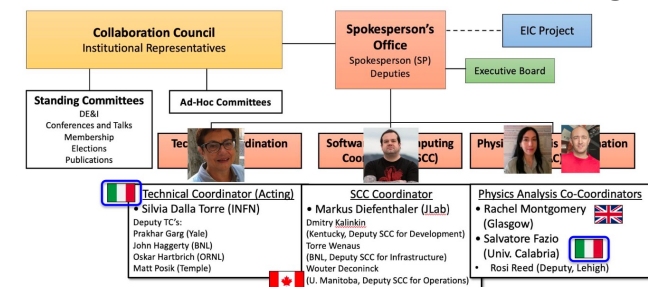 Collaboration Council
Institutional Representatives
Spokesperson's
Office
Spokesperson (SP)
Deputies
EIC Project
Executive Board
Standing Committees
DE&I
Conferences and Talks
Membership
Elections
Publications
Ad-Hoc Committees
Technical Coordinator (Acting)
• Silvia Dalla Torre (INFN)
Deputy TC's:
Prakhar Garg (Yale)
John Haggerty (BNL)
Oskar Hartbrich (ORNL)
Matt Posik (Temple)
SCC Coordinator
• Markus Diefenthaler (JLab)
Dmitry Kalinkin
(Kentucky, Deputy SCC for Development)
Torre Wenaus
(BNL, Deputy SCC for Infrastructure)
Wouter Deconinck
(U. Manitoba, Deputy SCC for Operations)
Physics Analysis Co-Coordinators
• Rachel Montgomery
(Glasgow)
• Salvatore Fazio
(Univ. Calabria)
• Rosi Reed (Deputy, Lehigh)